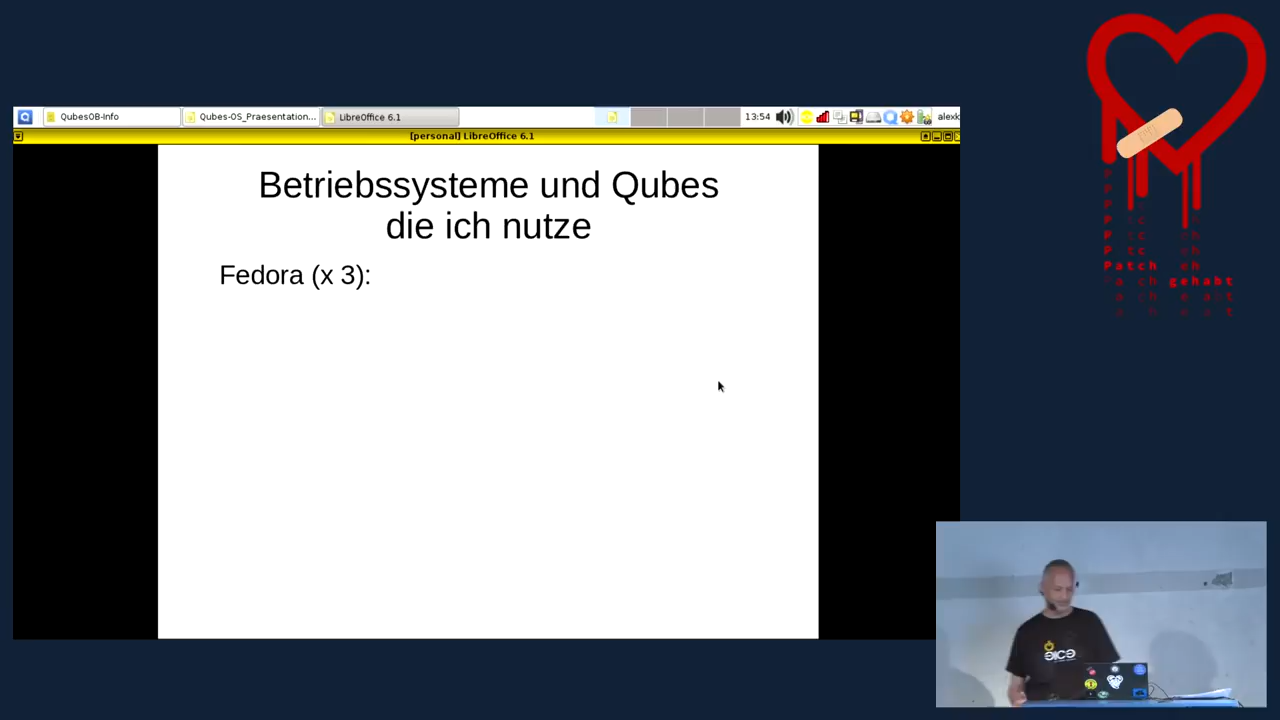 QubesOB-Info
Qubes-OS_Praesentation...
LibreOffice 6.1
13:54
alexk
[personal] LibreOffice 6.1
Betriebssysteme und Qubes
die ich nutze
Fedora (x 3):
Patch
gehabt